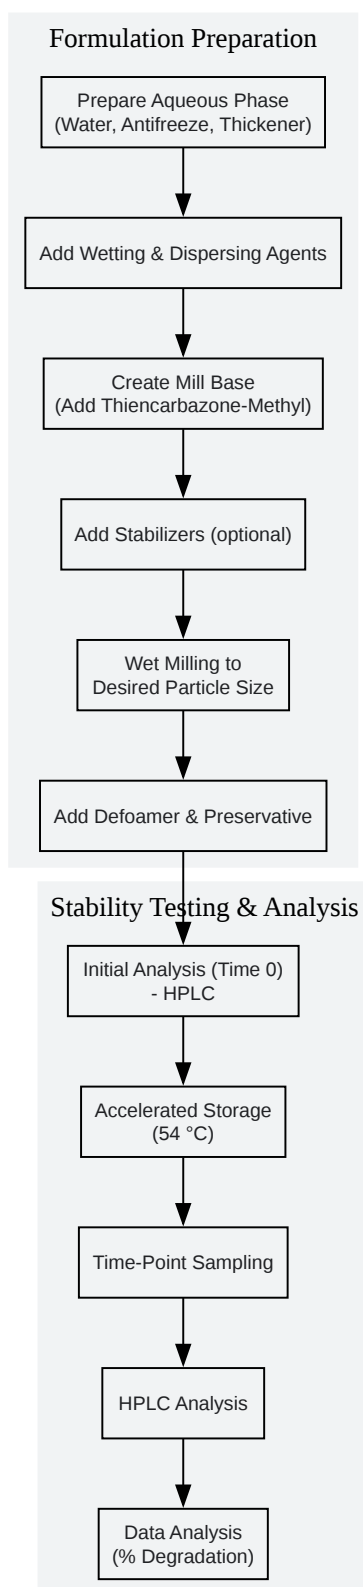 Formulation Preparation
Prepare Aqueous Phase
(Water, Antifreeze, Thickener)
Add Wetting & Dispersing Agents
Create Mill Base
(Add Thiencarbazone-Methyl)
Add Stabilizers (optional)
Wet Milling to
Desired Particle Size
Add Defoamer & Preservative
Stability Testing & Analysis
Initial Analysis (Time 0)
- HPLC
Accelerated Storage
(54 °C)
Time-Point Sampling
HPLC Analysis
Data Analysis
(% Degradation)